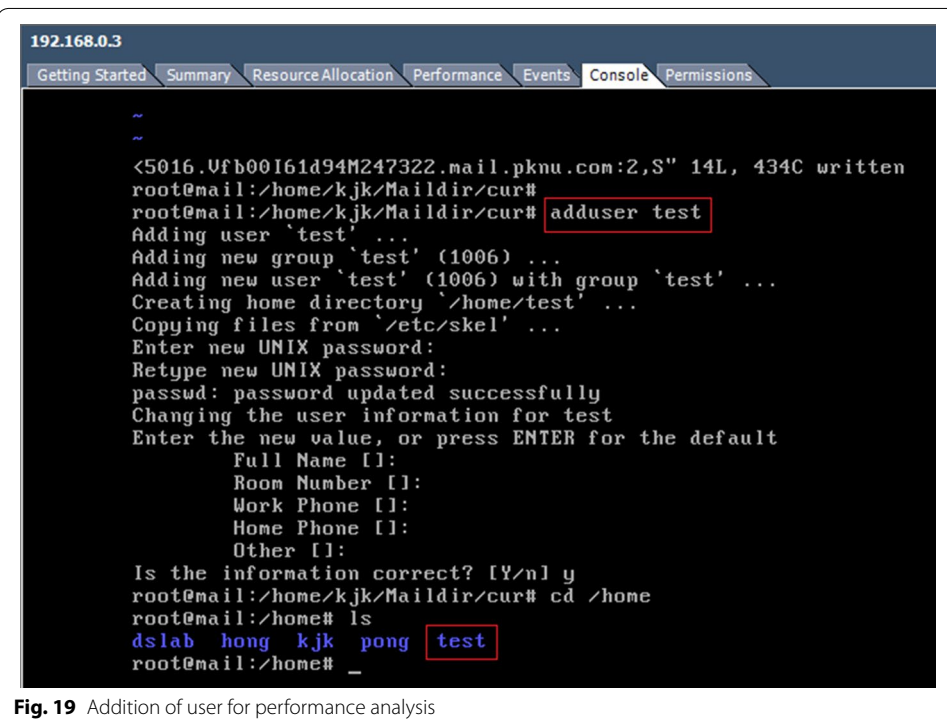 192.168.0.3
Getting Started Summary Resource Allocation Performance Events Console Permissions
~
~
<5016.Vfb00I61d94M247322.mail.pknu.com:2,S" 14L, 434C written
root@mail:/home/kjk/Maildir/cur#
root@mail:/home/kjk/Maildir/cur# adduser test
Adding user `test' ...
Adding new group `test' (1006) ...
Adding new user `test' (1006) with group `test' ...
Creating home directory `/home/test' ...
Copying files from `/etc/skel' ...
Enter new UNIX password:
Retype new UNIX password:
passwd: password updated successfully
Changing the user information for test
Enter the new value, or press ENTER for the default
Full Name []:
Room Number []:
Work Phone []:
Home Phone []:
Other []:
Is the information correct? [Y/n] y
root@mail:/home/kjk/Maildir/cur# cd /home
root@mail:/home# ls
dslab hong kjk pong test
root@mail:/home# _
Fig. 19 Addition of user for performance analysis